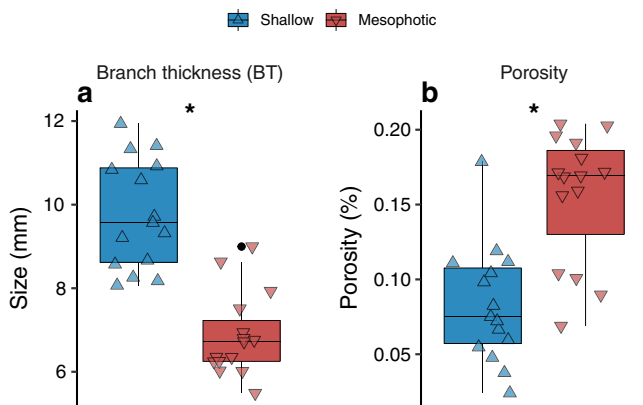 Shallow Mesophotic
Branch thickness (BT)
Porosity
a
*
b
*
12
10
8
6
Size (mm)
0.20
0.15
0.10
0.05
Porosity (%)